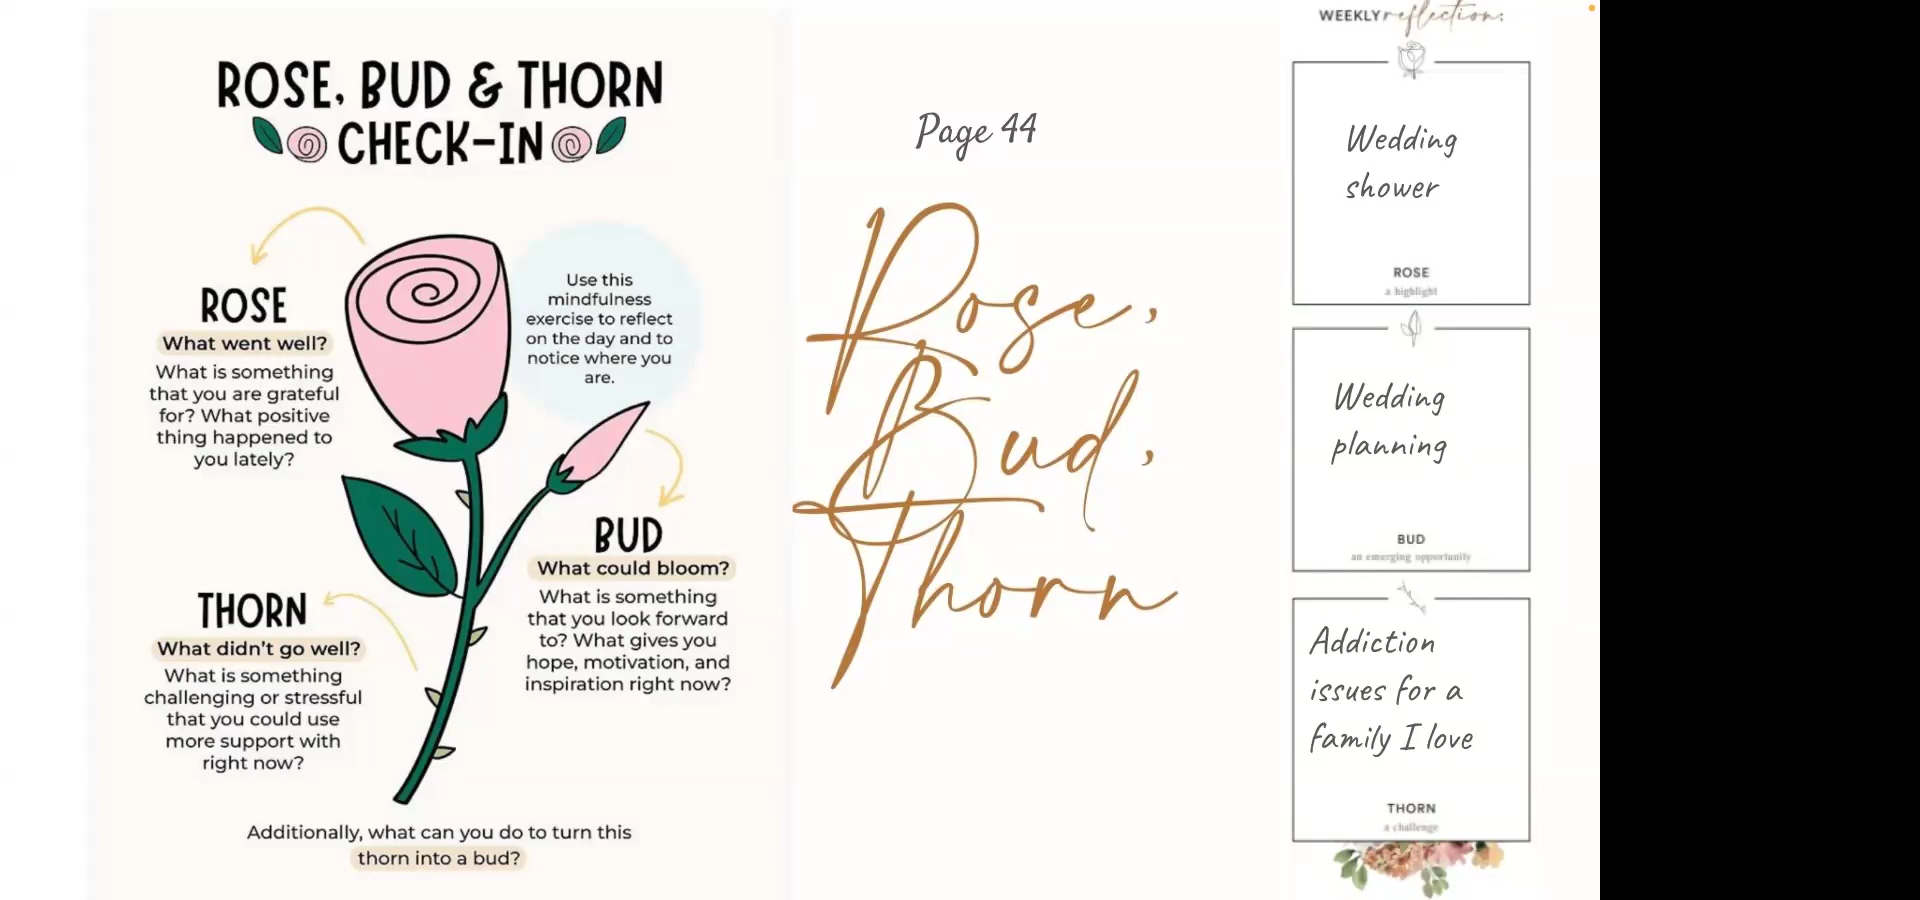 ROSE, BUD & THORN
CHECK-IN
ROSE
What went well?
What is something
that you are grateful
for? What positive
thing happened to
you lately?
Use this
mindfulness
exercise to reflect
on the day and to
notice where you
are.
BUD
What could bloom?
What is something
that you look forward
to? What gives you
hope, motivation, and
inspiration right now?
THORN
What didn't go well?
What is something
challenging or stressful
that you could use
more support with
right now?
Additionally, what can you do to turn this
thorn into a bud?
Page 44
Rose,
Bud,
Thorn
WEEKLY reflection:
Wedding
shower
ROSE
a highlight
Wedding
planning
BUD
an emerging opportunity
Addiction
issues for a
family I love
THORN
a challenge